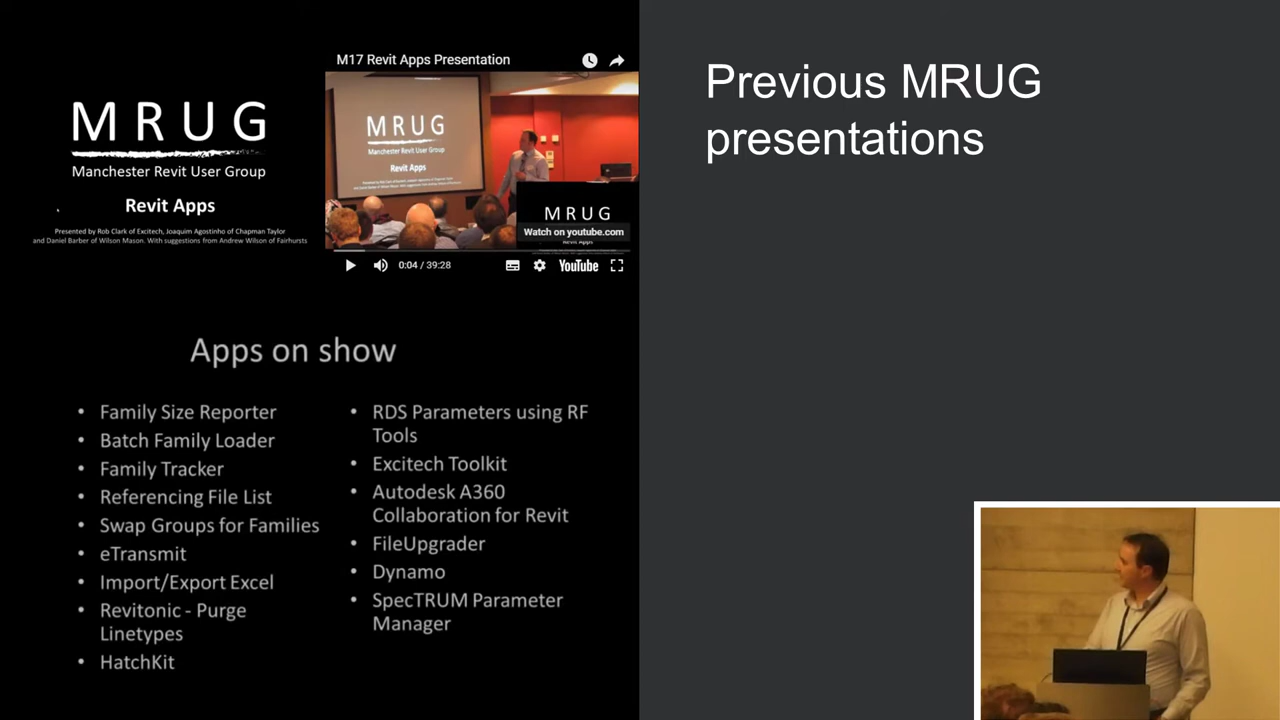 M17 Revit Apps Presentation
MRUG
Manchester Revit User Group
Revit Apps
Presented by Rob Clark of Excitech, Joaquim Agostinho of Chapman Taylor
and Daniel Barber of Wilson Mason. With suggestions from Andrew Wilson of Fairhursts
MRUG
Manchester Revit User Group
Revit Apps
MRUG
Watch on youtube.com
0:04 / 39:28
YouTube
Apps on show
• Family Size Reporter
• Batch Family Loader
• Family Tracker
• Referencing File List
• Swap Groups for Families
• eTransmit
• Import/Export Excel
• Revitonic - Purge
Linetypes
• HatchKit
• RDS Parameters using RF
Tools
• Excitech Toolkit
• Autodesk A360
Collaboration for Revit
• FileUpgrader
• Dynamo
• SpecTRUM Parameter
Manager
Previous MRUG
presentations